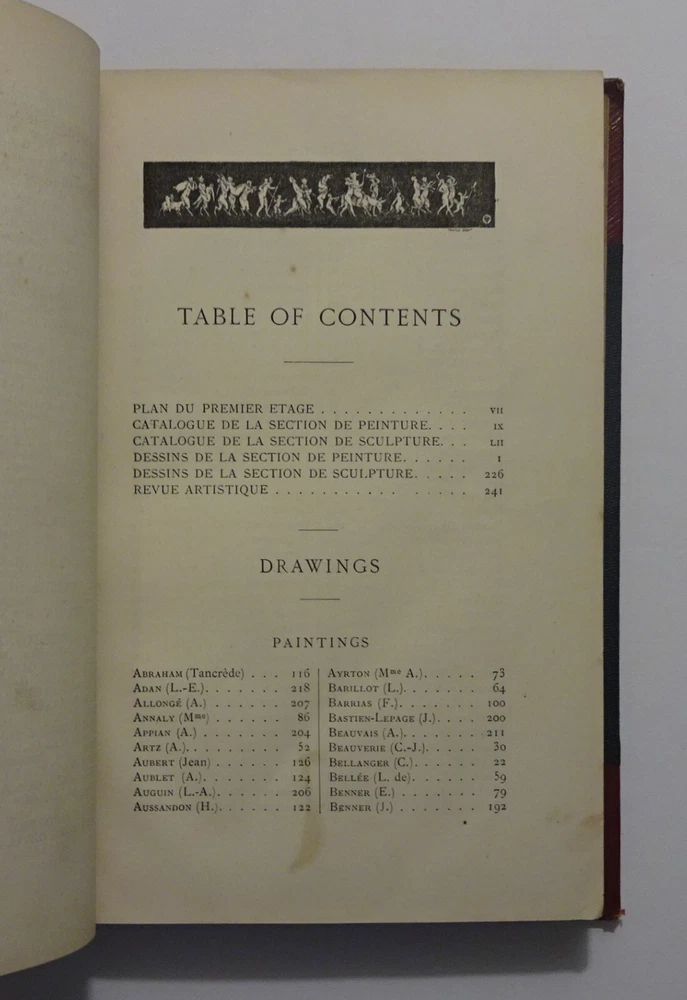 TABLE OF CONTENTS
PLAN DU PREMIER ETAGE . . . . . . . . . . . . . VII
CATALOGUE DE LA SECTION DE PEINTURE. . . . IX
CATALOGUE DE LA SECTION DE SCULPTURE. . . LII
DESSINS DE LA SECTION DE PEINTURE. . . . . . 1
DESSINS DE LA SECTION DE SCULPTURE. . . . . 226
REVUE ARTISTIQUE . . . . . . . . . . . . . . . . 241
DRAWINGS
PAINTINGS
ABRAHAM (Tancrède) . . . 116
ADAN (L.-E.). . . . . . . 218
ALLONGÉ (A.) . . . . . . 207
ANNALY (Mme) . . . . . . 86
APPIAN (A.) . . . . . . . 204
ARTZ (A.). . . . . . . . . 52
AUBERT (Jean) . . . . . . 126
AUBLET (A.). . . . . . . 124
AUGUIN (L.-A.). . . . . . 206
AUSSANDON (H.). . . . . . 122
AYRTON (Mme A.). . . . . 73
BARILLOT (L.). . . . . . . 64
BARRIAS (F.). . . . . . . 100
BASTIEN-LEPAGE (J.). . . . 200
BEAUVAIS (A.). . . . . . . 211
BEAUVERIE (C.-J.). . . . . 30
BELLANGER (C.). . . . . . 22
BELLÉE (L. de). . . . . . . 59
BENNER (E.) . . . . . . . 79
BENNER (J.) . . . . . . . 192